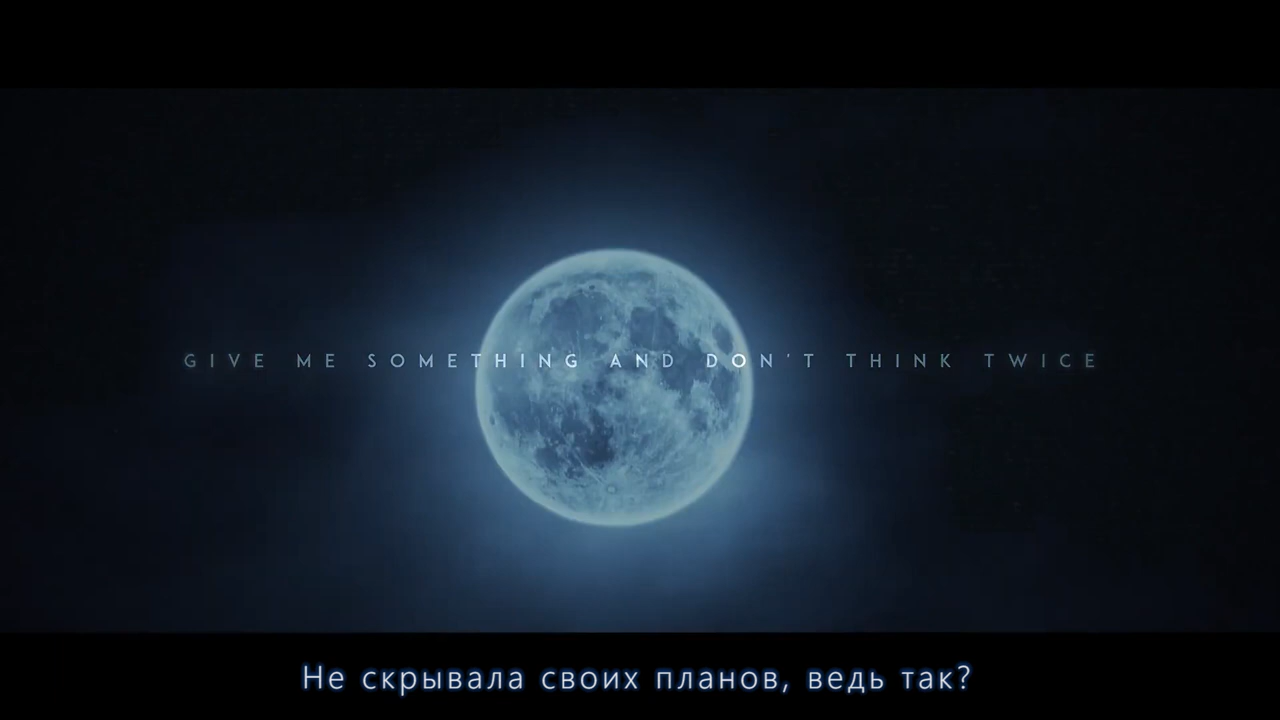 GIVE ME SOMETHING AND DON'T THINK TWICE
Не скрывала своих планов, ведь так?